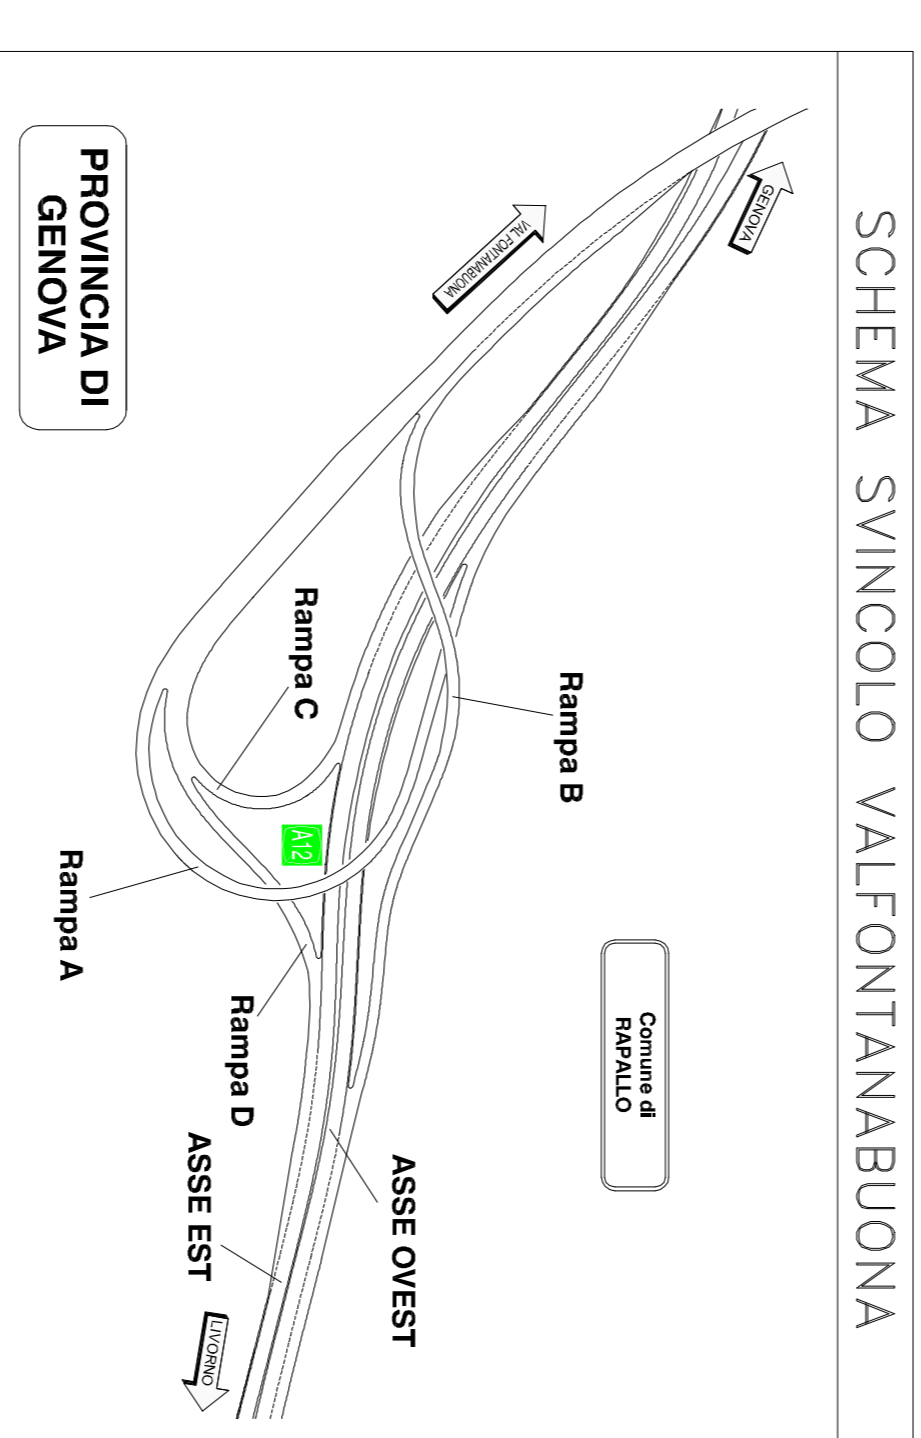 SCHEMA SVINCOLO VALFONTANABUONA
GENOVA
VAL FONTANABUONA
Rampa B
Comune di
RAPALLO
Rampa C
A12
ASSE OVEST
Rampa D
ASSE EST
LIVORNO
Rampa A
PROVINCIA DI
GENOVA